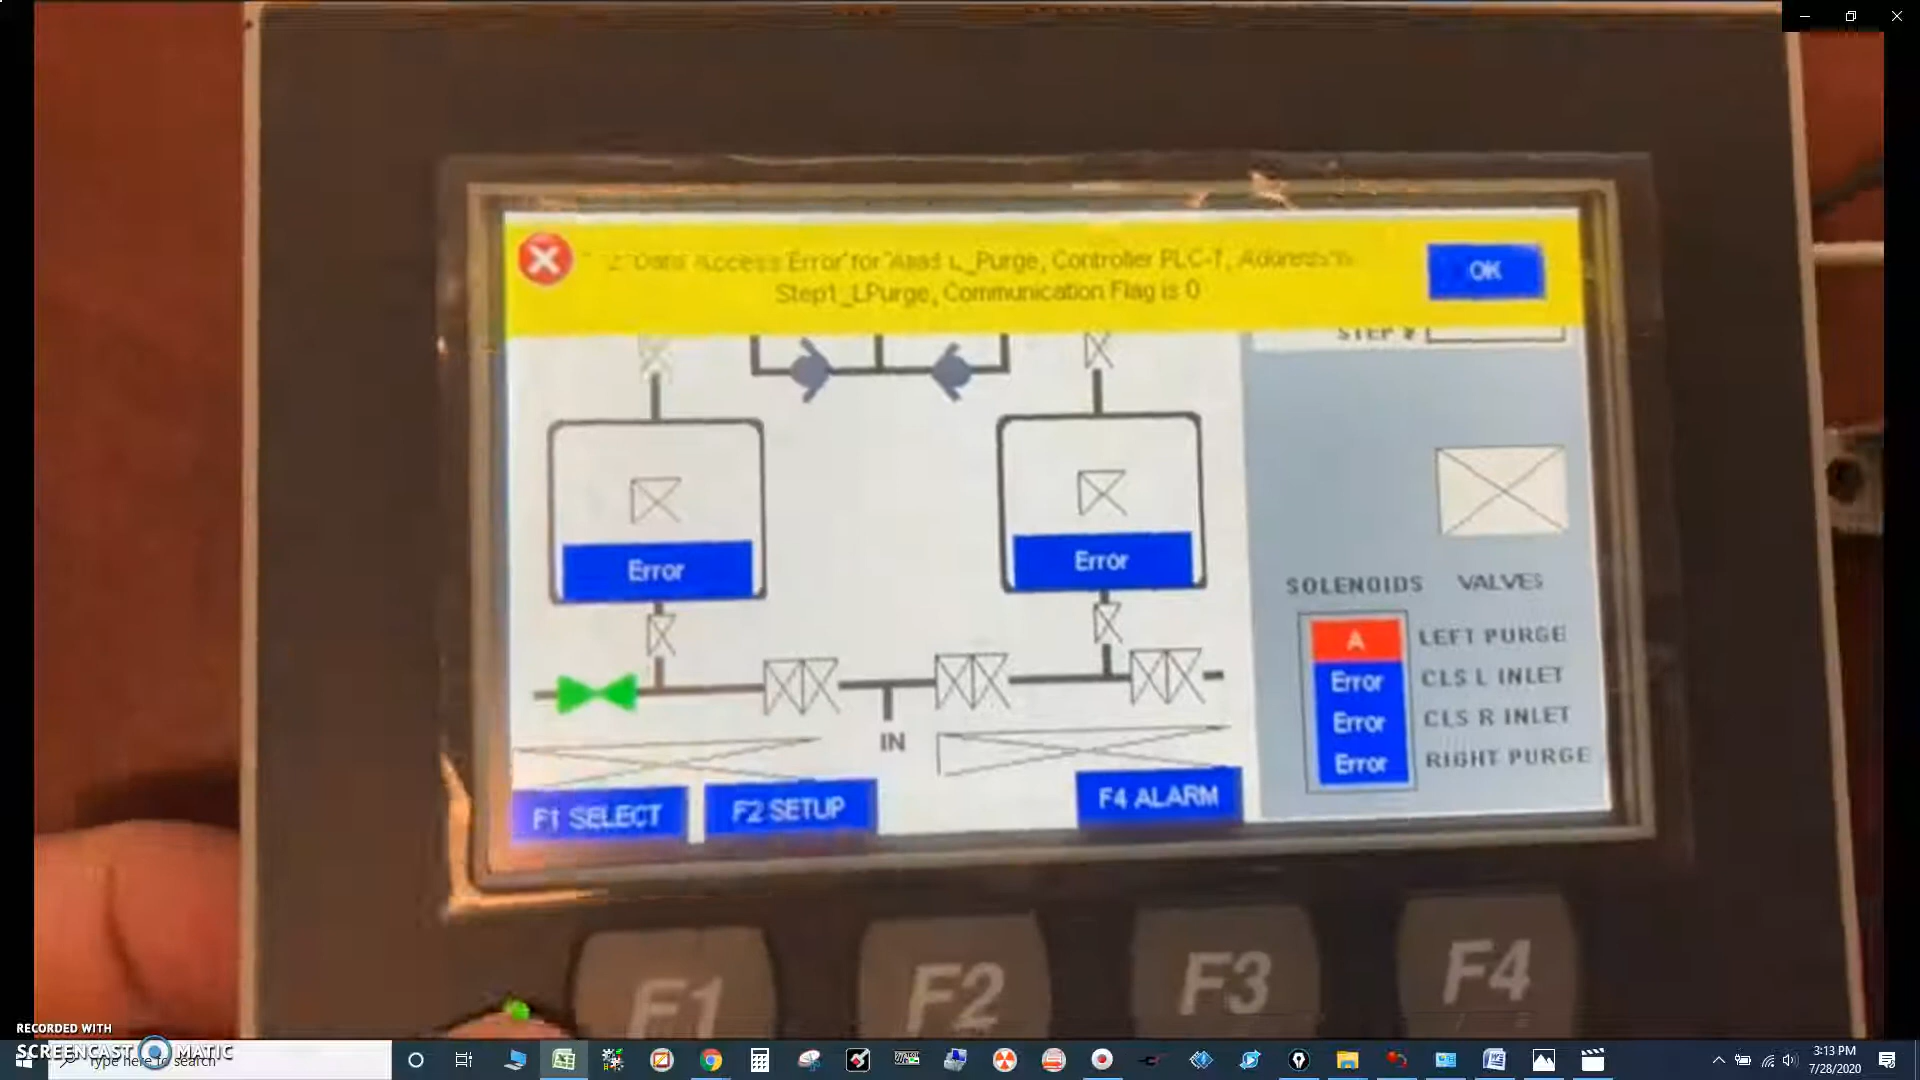 Data Access Error for L_Purge, Controller PLC-1, Address is
Step1_LPurge, Communication Flag is 0
OK
STEP #
Error
Error
SOLENOIDS VALVES
A LEFT PURGE
Error CLS L INLET
Error CLS R INLET
Error RIGHT PURGE
IN
F1 SELECT
F2 SETUP
F4 ALARM
F1
F2
F3
F4
RECORDED WITH
SCREENCAST MATIC
Type here to search
3:13 PM
7/28/2020